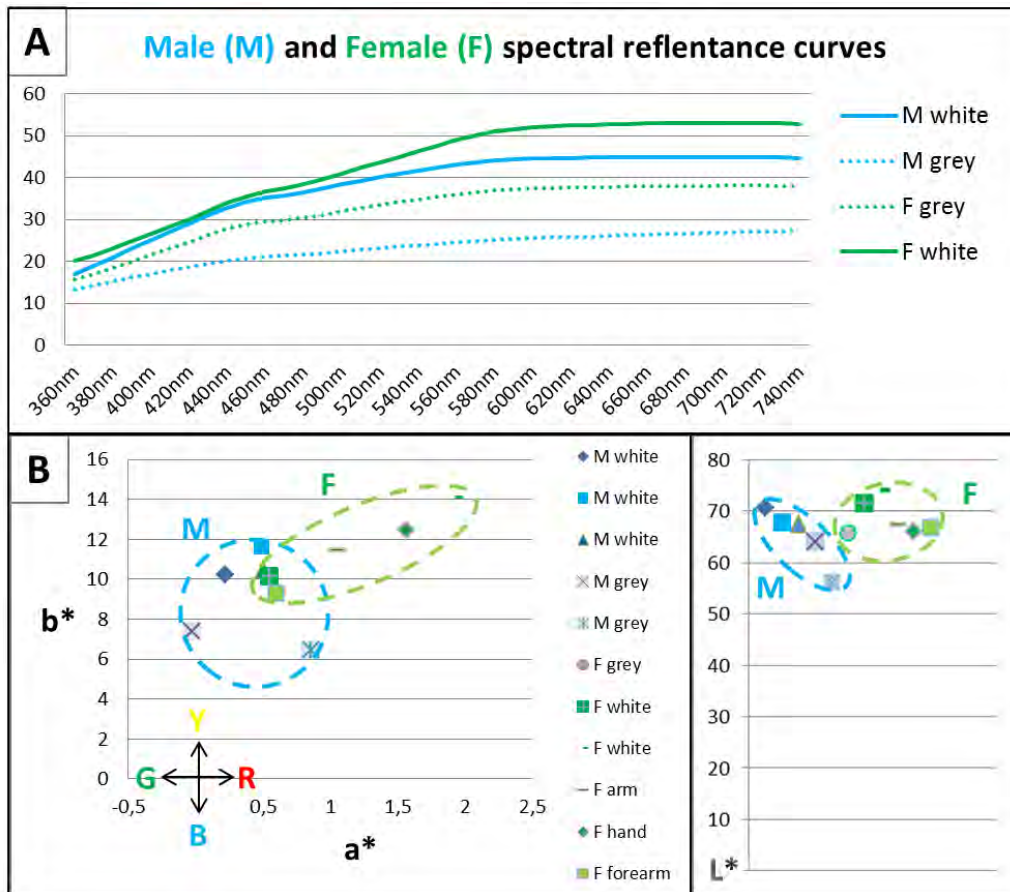 A
Male (M) and Female (F) spectral reflentance curves
60
50
40
30
20
10
0
M white
M grey
F grey
F white
360nm
380nm
400nm
420nm
440nm
460nm
480nm
500nm
520nm
540nm
560nm
580nm
600nm
620nm
640nm
660nm
680nm
700nm
720nm
740nm
B
16
14
12
10
8
6
4
2
0
b*
M
F
Y
G
R
B
-0,5
0,5
1
1,5
2
2,5
a*
M white
M white
M white
M grey
M grey
F grey
F white
F white
F arm
F hand
F forearm
80
70
60
50
40
30
20
10
L*
M
F